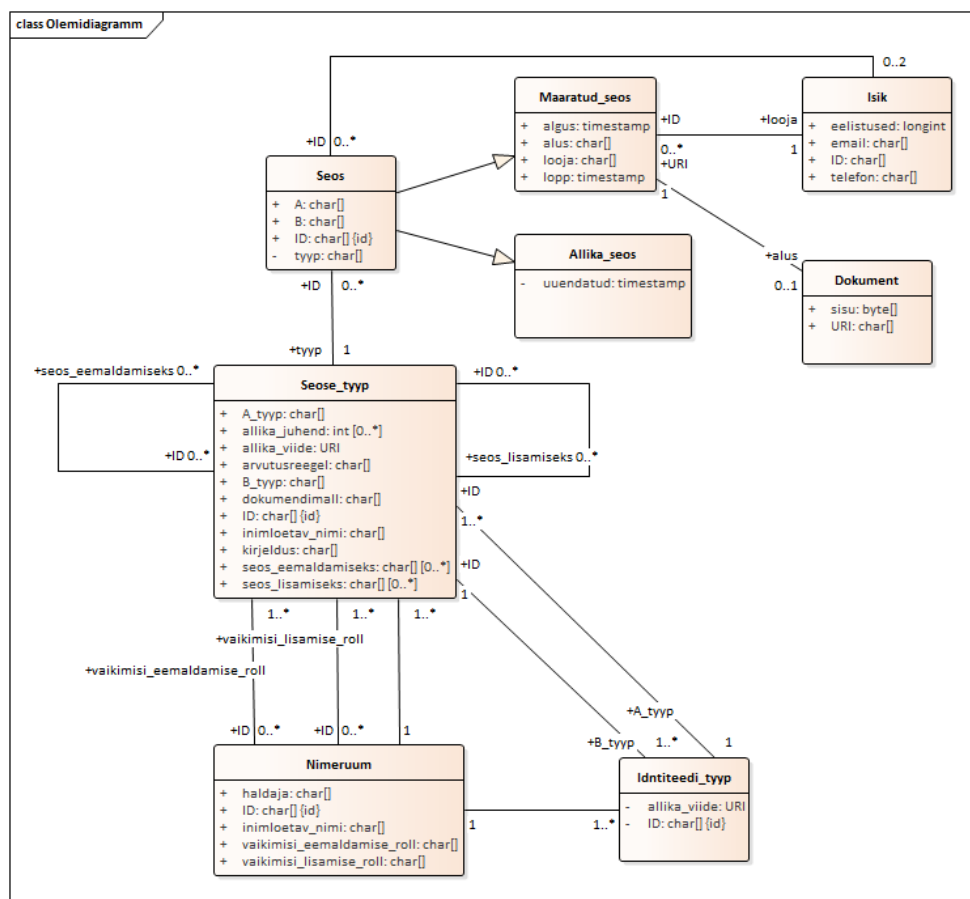 class Olemidiagramm
0..2
Maaratud_seos
+ algus: timestamp
+ alus: char[]
+ looja: char[]
+ lopp: timestamp
Isik
+ eelistused: longint
+ email: char[]
+ ID: char[]
+ telefon: char[]
+ID
0..*
+URI
1
+looja
1
+ID 0..*
Seos
+ A: char[]
+ B: char[]
+ ID: char[] {id}
- tyyp: char[]
Allika_seos
- uuendatud: timestamp
+alus
0..1
Dokument
+ sisu: byte[]
+ URI: char[]
+ID 0..*
+tyyp 1
+seos_eemaldamiseks 0..*
+ID 0..*
Seose_tyyp
+ A_tyyp: char[]
+ allika_juhend: int [0..*]
+ allika_viide: URI
+ arvutusreegel: char[]
+ B_tyyp: char[]
+ dokumendimall: char[]
+ ID: char[] {id}
+ inimloetav_nimi: char[]
+ kirjeldus: char[]
+ seos_eemaldamiseks: char[] [0..*]
+ seos_lisamiseks: char[] [0..*]
+ID 0..*
+seos_lisamiseks 0..*
+ID
1..*
+ID
1
1..* 1..* 1..*
+vaikimisi_lisamise_roll
+vaikimisi_eemaldamise_roll
+A_tyyp
1
+B_tyyp 1..*
+ID 0..* +ID 0..* 1
Nimeruum
+ haldaja: char[]
+ ID: char[] {id}
+ inimloetav_nimi: char[]
+ vaikimisi_eemaldamise_roll: char[]
+ vaikimisi_lisamise_roll: char[]
1
1..*
Idntiteedi_tyyp
- allika_viide: URI
- ID: char[] {id}